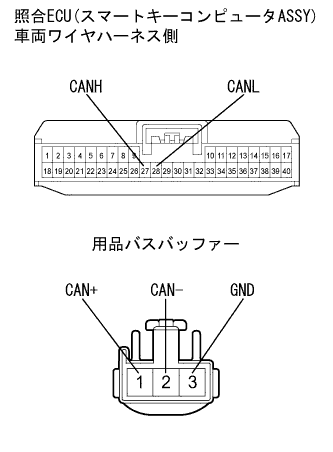 照合ECU(スマートキーコンピュータASSY)
車両ワイヤハーネス側
CANH CANL
1 2 3 4 5 6 7 8 9 10 11 12 13 14 15 16 17
18 19 20 21 22 23 24 25 26 27 28 29 30 31 32 33 34 35 36 37 38 39 40
用品バスバッファー
CAN+ CAN- GND
1 2 3